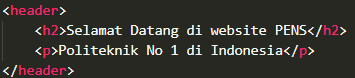 <header>
    <h2>Selamat Datang di website PENS</h2>
    <p>Politeknik No 1 di Indonesia</p>
</header>